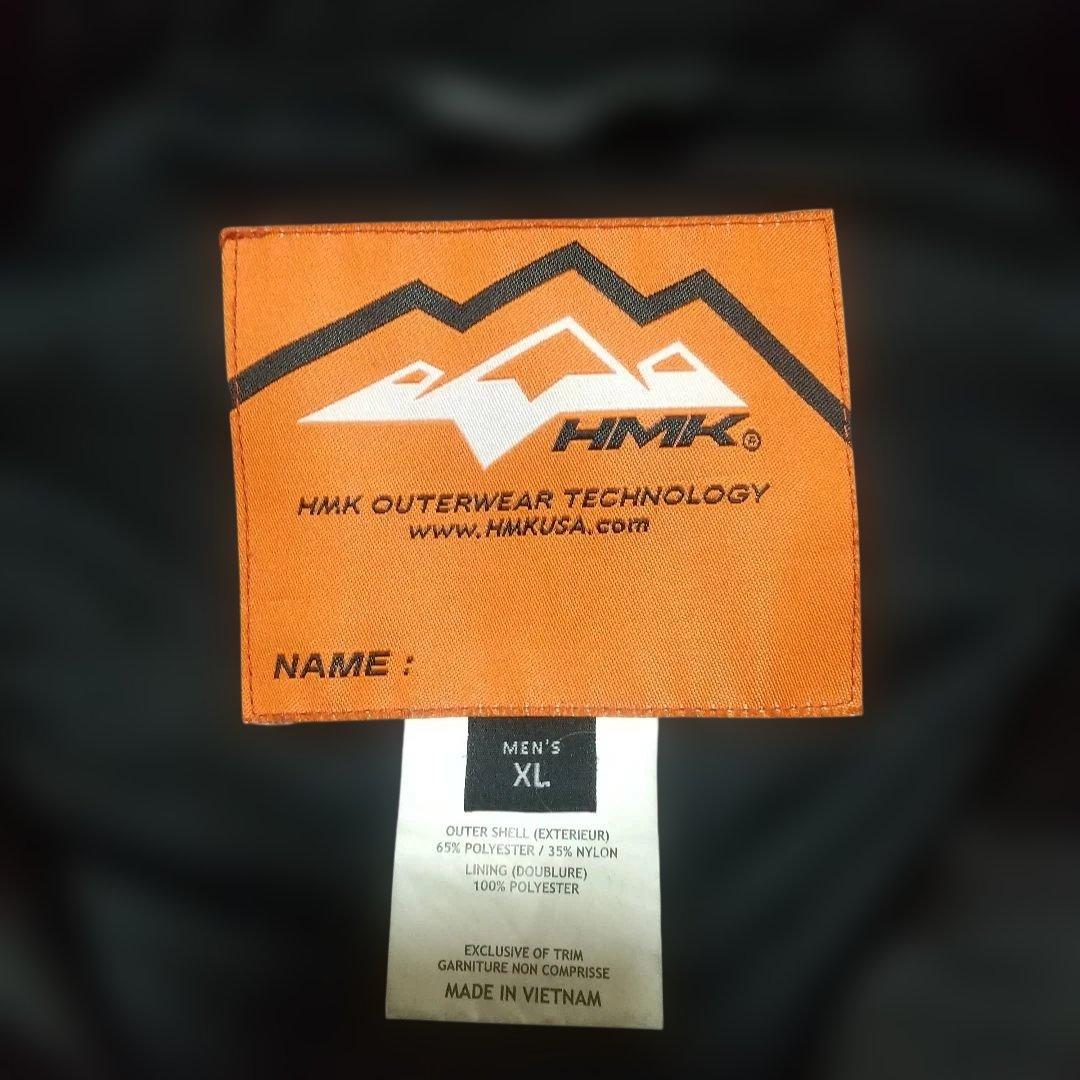 HMK®
HMK OUTERWEAR TECHNOLOGY
www.HMKUSA.com
NAME :
MEN'S
XL
OUTER SHELL (EXTERIEUR)
65% POLYESTER / 35% NYLON
LINING (DOUBLURE)
100% POLYESTER
EXCLUSIVE OF TRIM
GARNITURE NON COMPRISSE
MADE IN VIETNAM